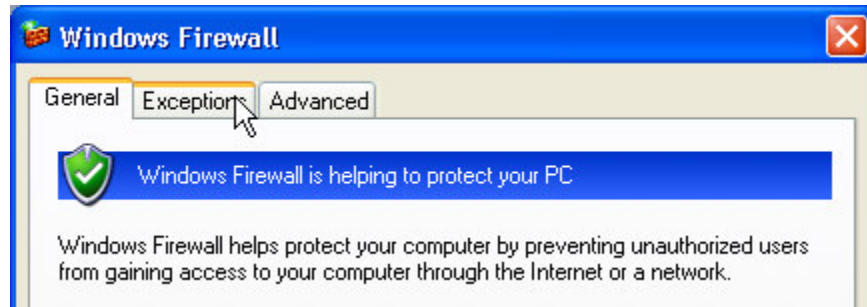 Windows Firewall
General Exceptions Advanced
Windows Firewall is helping to protect your PC
Windows Firewall helps protect your computer by preventing unauthorized users
from gaining access to your computer through the Internet or a network.